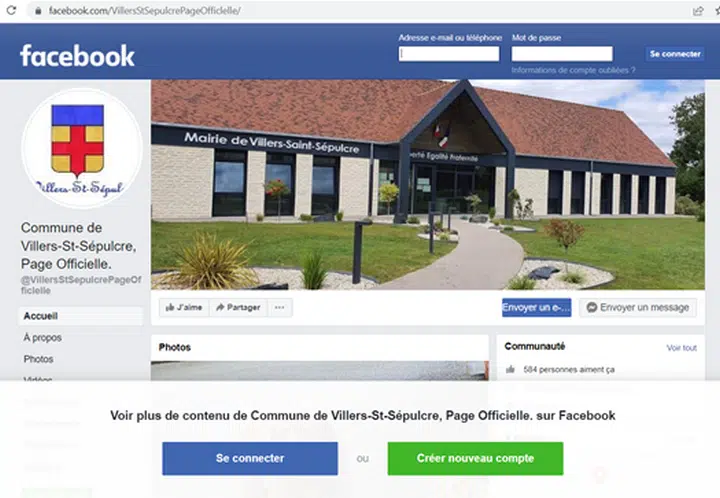 facebook.com/VillersStSepulcrePageOfficielle/
facebook
Adresse e-mail ou téléphone
Mot de passe
Se connecter
Informations de compte oubliées ?
Villers-St-Sépul
Mairie de Villers-Saint-Sépulcre
Egalité Fraternité
Commune de
Villers-St-Sépulcre,
Page Officielle.
@VillersStSepulcrePageOf
ficielle
J'aime
Partager
Envoyer un e-...
Envoyer un message
Accueil
À propos
Photos
Vidéos
Photos
Communauté
Voir tout
584 personnes aiment ça
Voir plus de contenu de Commune de Villers-St-Sépulcre, Page Officielle. sur Facebook
Se connecter
ou
Créer nouveau compte